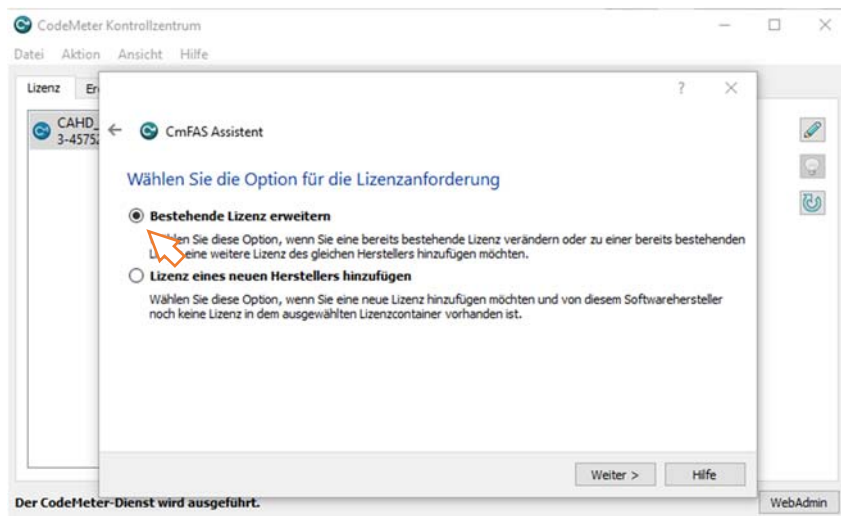 CodeMeter Kontrollzentrum
Datei Aktion Ansicht Hilfe
Lizenz
CAHD_
3-4575
CmFAS Assistent
Wählen Sie die Option für die Lizenzanforderung
Bestehende Lizenz erweitern
Sie diese Option, wenn Sie eine bereits bestehende Lizenz verändern oder zu einer bereits bestehenden
eine weitere Lizenz des gleichen Herstellers hinzufügen möchten.
Lizenz eines neuen Herstellers hinzufügen
Wählen Sie diese Option, wenn Sie eine neue Lizenz hinzufügen möchten und von diesem Softwarehersteller
noch keine Lizenz in dem ausgewählten Lizenzcontainer vorhanden ist.
Weiter > Hilfe
Der CodeMeter-Dienst wird ausgeführt. WebAdmin